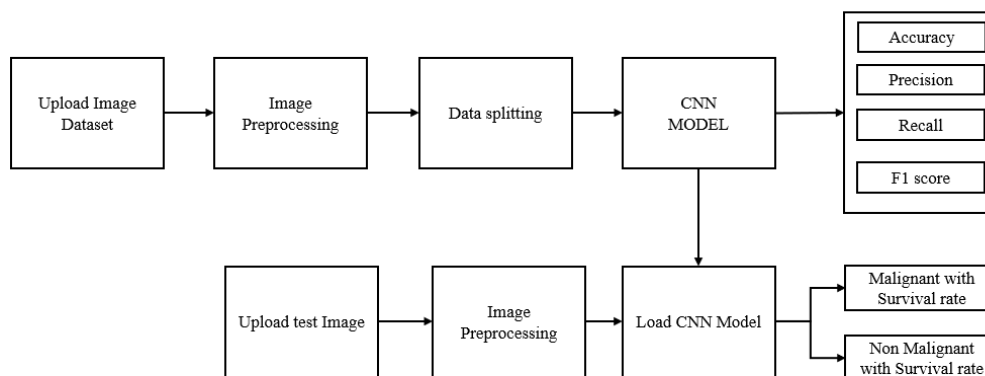 Upload Image
Dataset
Image
Preprocessing
Data splitting
CNN
MODEL
Accuracy
Precision
Recall
F1 score
Upload test Image
Image
Preprocessing
Load CNN Model
Malignant with
Survival rate
Non Malignant
with Survival rate